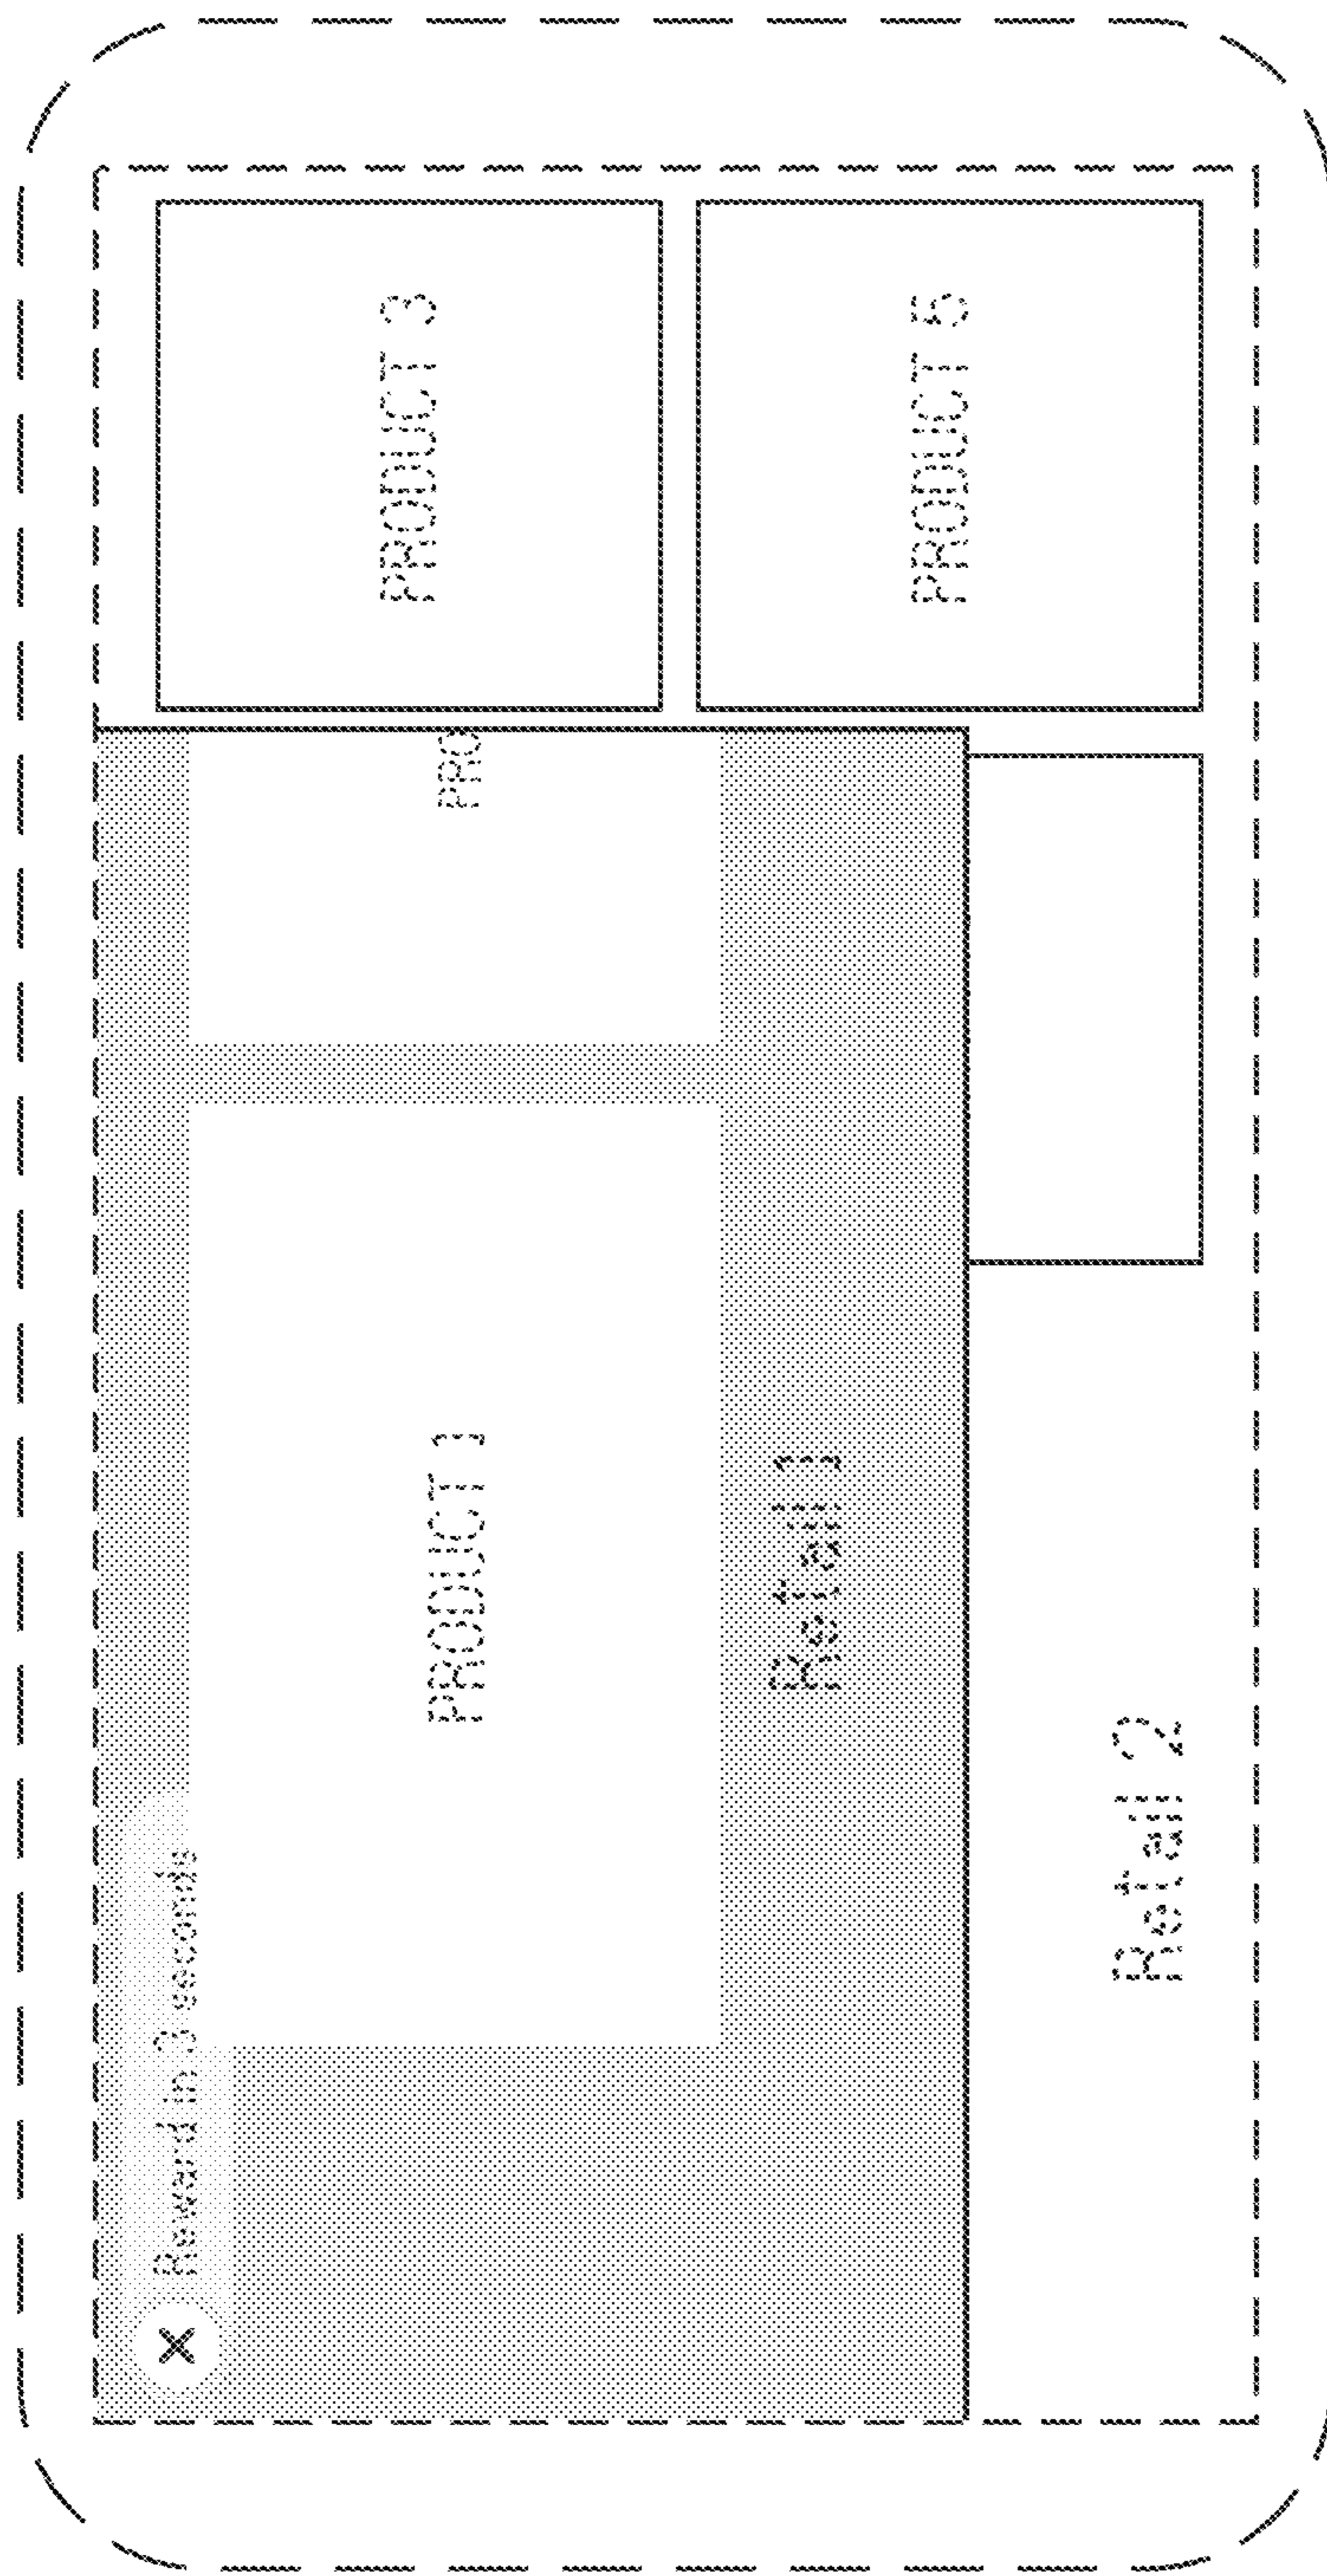 × Reward in 3 seconds
PRODUCT 1
PRO
PRODUCT 3
Retail 1
PRODUCT 5
Retail 2